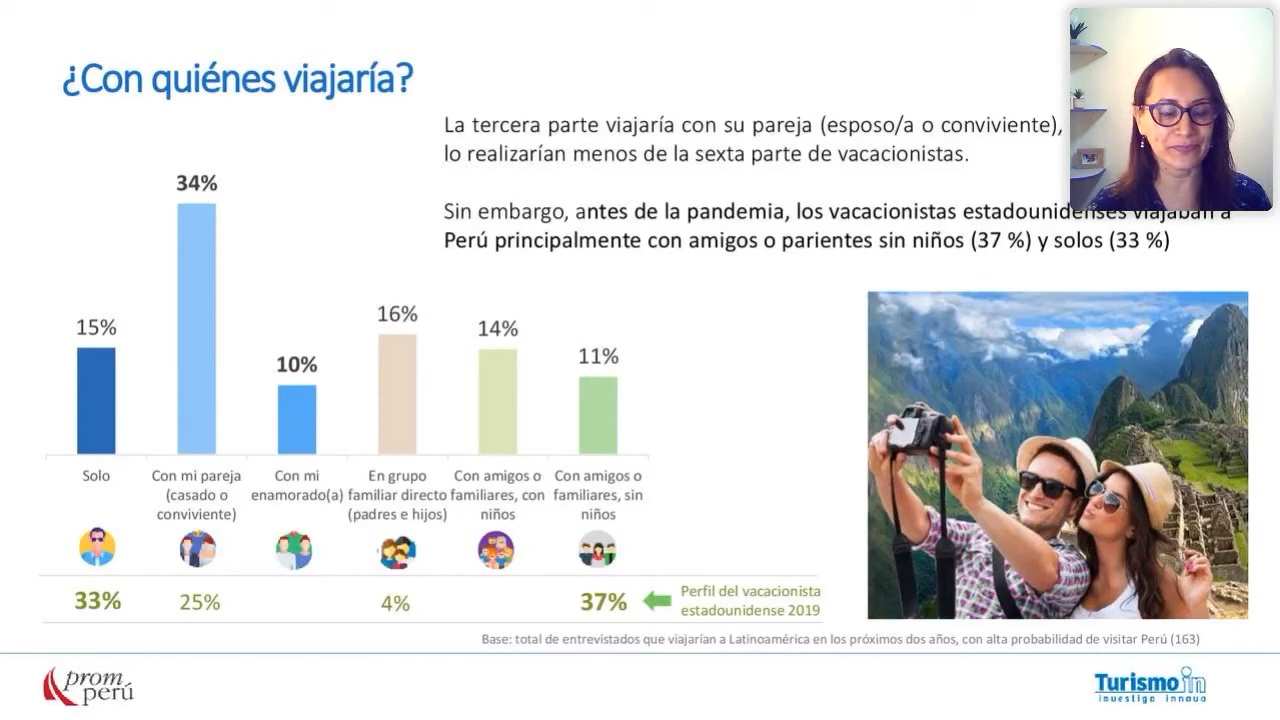 ¿Con quiénes viajaría?
La tercera parte viajaría con su pareja (esposo/a o conviviente),
lo realizarían menos de la sexta parte de vacacionistas.
Sin embargo, antes de la pandemia, los vacacionistas estadounidenses viajaban a
Perú principalmente con amigos o parientes sin niños (37 %) y solos (33 %)
34%
15%
10%
16%
14%
11%
Solo
Con mi pareja
(casado o
conviviente)
Con mi
enamorado(a)
En grupo
familiar directo
(padres e hijos)
Con amigos o
familiares, con
niños
Con amigos o
familiares, sin
niños
33%
25%
4%
37%
Perfil del vacacionista
estadounidense 2019
Base: total de entrevistados que viajarían a Latinoamérica en los próximos dos años, con alta probabilidad de visitar Perú (163)
prom
perú
Turismo in
investiga innova